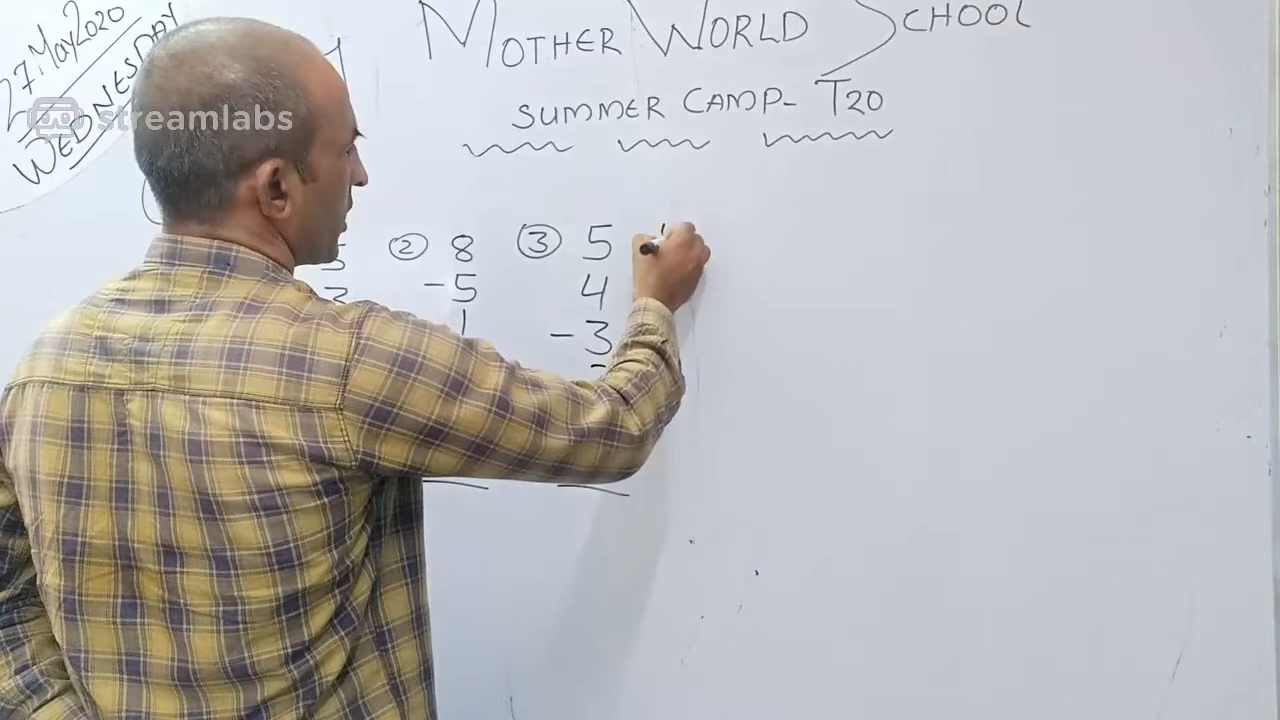 27 May 2020
WEDNESDAY
streamlabs
MOTHER WORLD SCHOOL
SUMMER CAMP- T20
② 8
-5
1
③ 5
4
-3